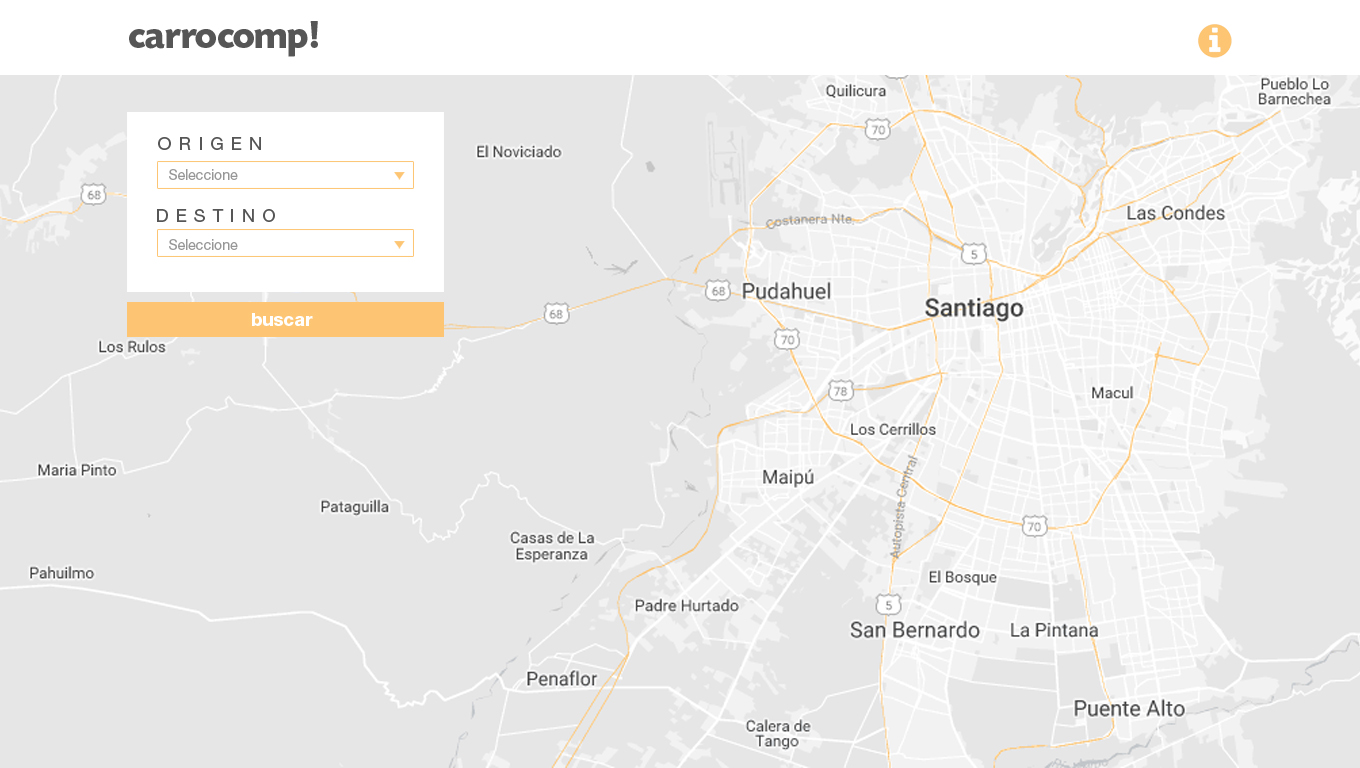 carrocomp!
i
ORIGEN
Seleccione
DESTINO
Seleccione
buscar
Quilicura
Pueblo Lo
Barnechea
70
El Noviciado
68
Las Condes
Costanera Nte
5
68
Pudahuel
Santiago
68
70
Los Rulos
78
Macul
Los Cerrillos
Maria Pinto
Maipú
Autopista Central
Pataguilla
70
Casas de La
Esperanza
Pahuilmo
El Bosque
5
Padre Hurtado
San Bernardo
La Pintana
Penaflor
Puente Alto
Calera de
Tango